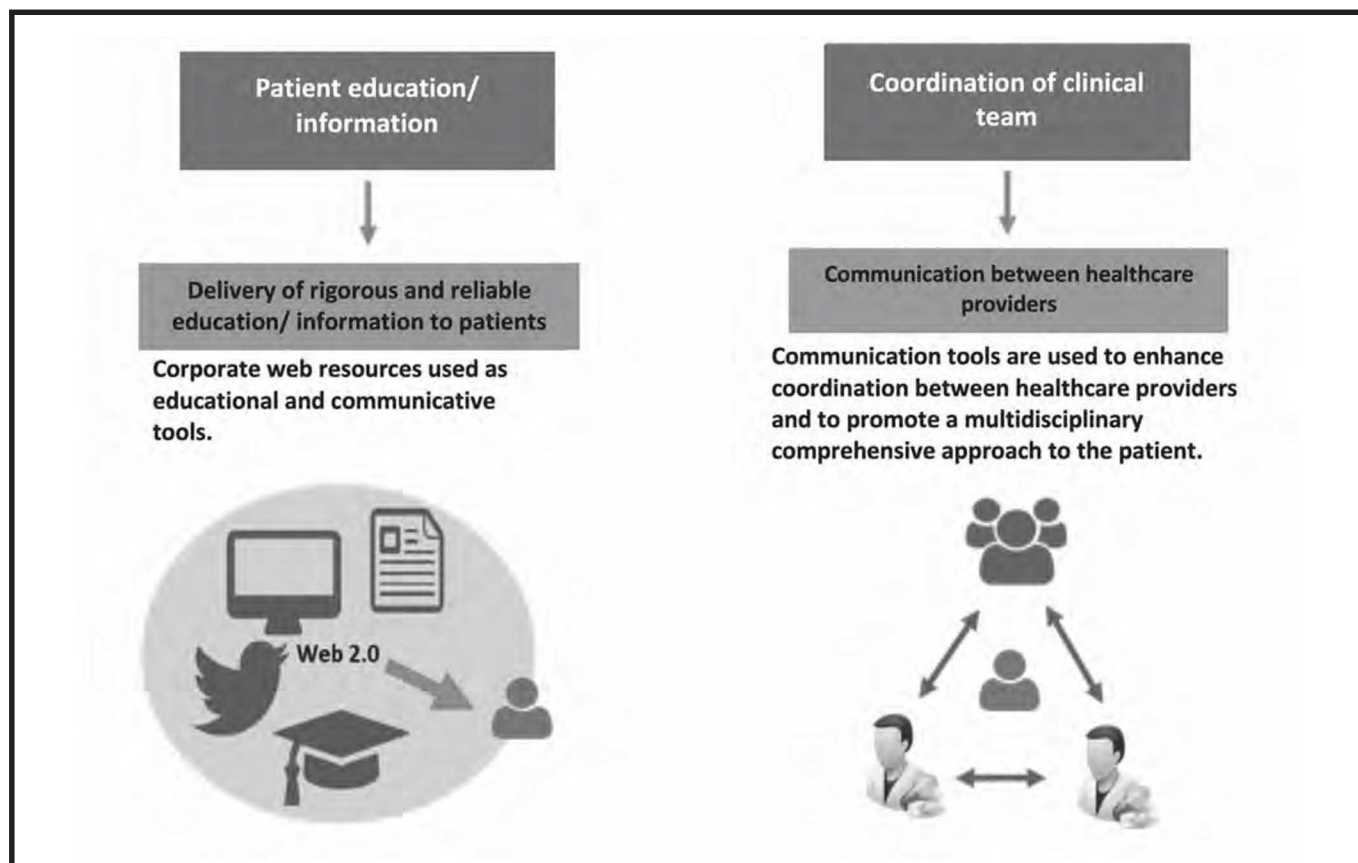 Patient education/
information
Delivery of rigorous and reliable
education/ information to patients
Corporate web resources used as
educational and communicative
tools.
Web 2.0
Coordination of clinical
team
Communication between healthcare
providers
Communication tools are used to enhance
coordination between healthcare providers
and to promote a multidisciplinary
comprehensive approach to the patient.